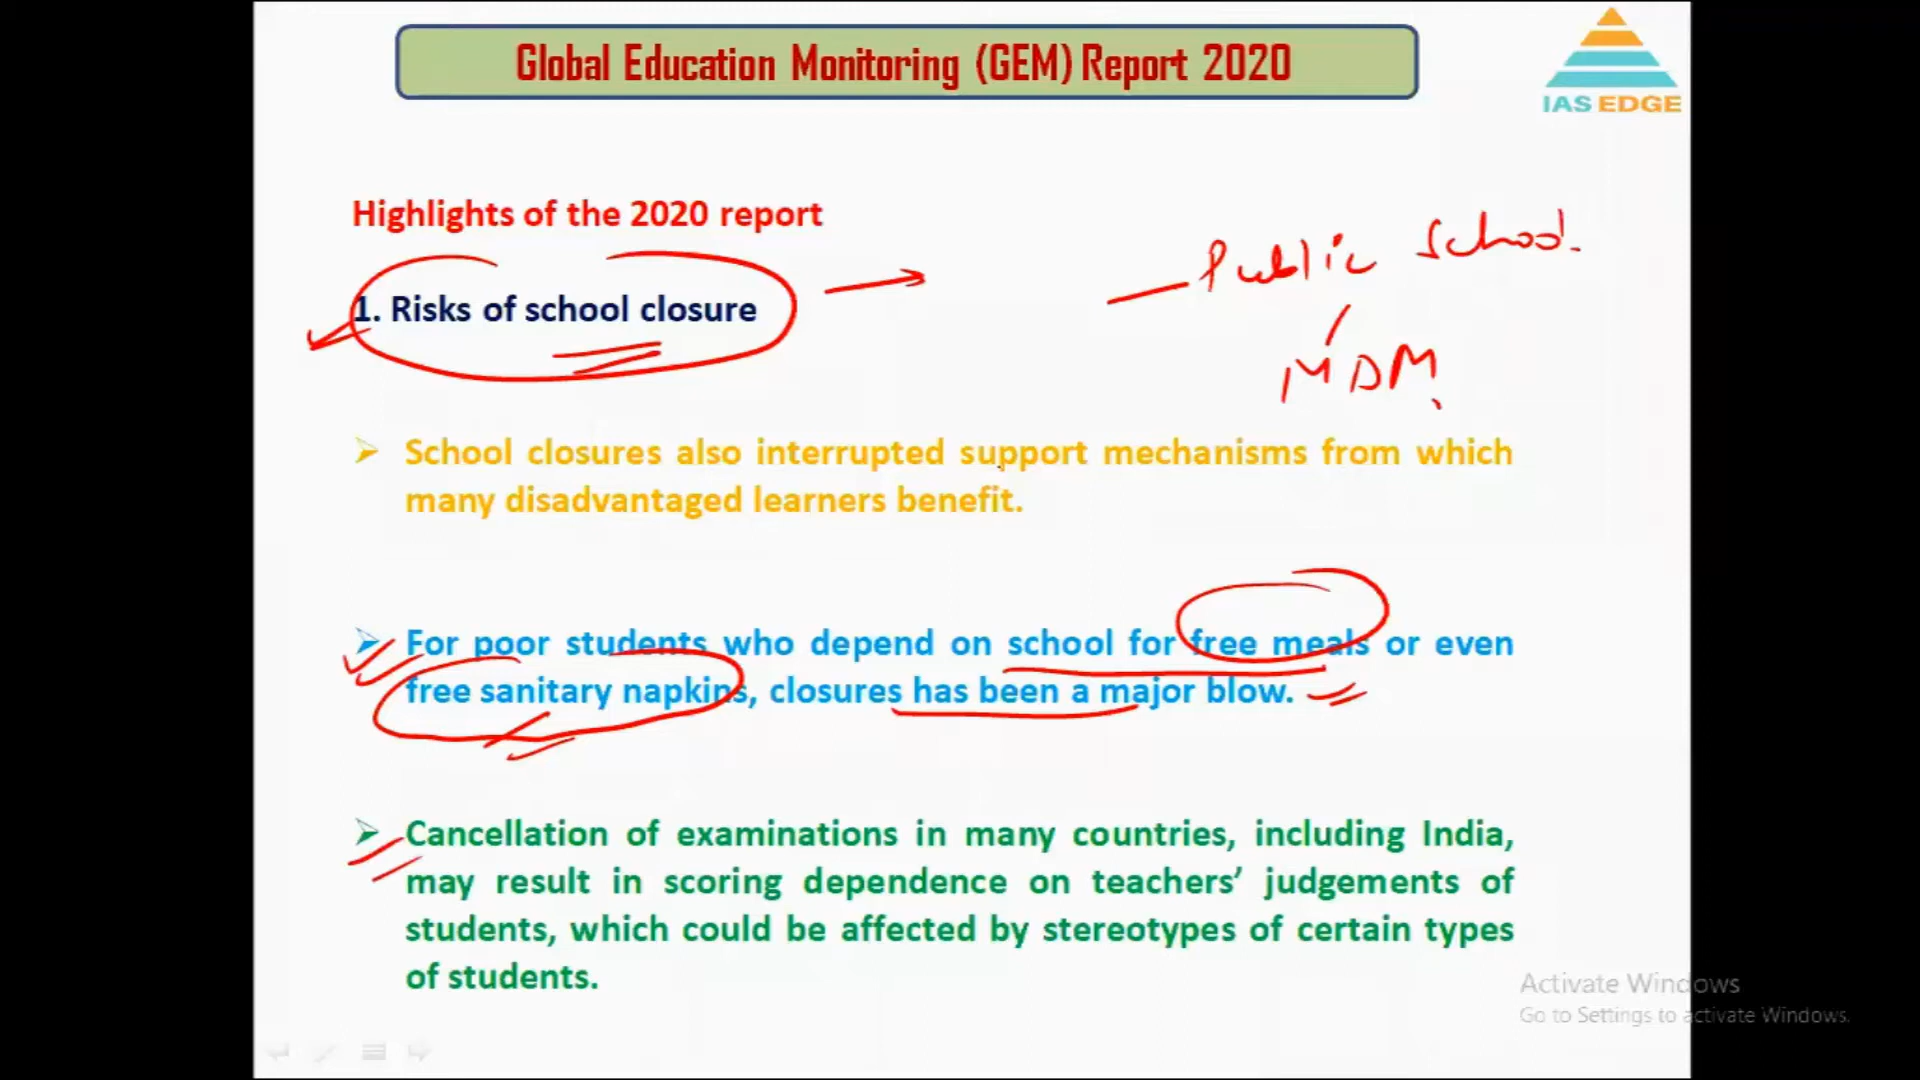 Global Education Monitoring (GEM) Report 2020
IAS EDGE
Highlights of the 2020 report
Public School.
1. Risks of school closure
MDM
School closures also interrupted support mechanisms from which
many disadvantaged learners benefit.
For poor students who depend on school for free meals or even
free sanitary napkins, closures has been a major blow.
Cancellation of examinations in many countries, including India,
may result in scoring dependence on teachers’ judgements of
students, which could be affected by stereotypes of certain types
of students.
Activate Windows
Go to Settings to activate Windows.